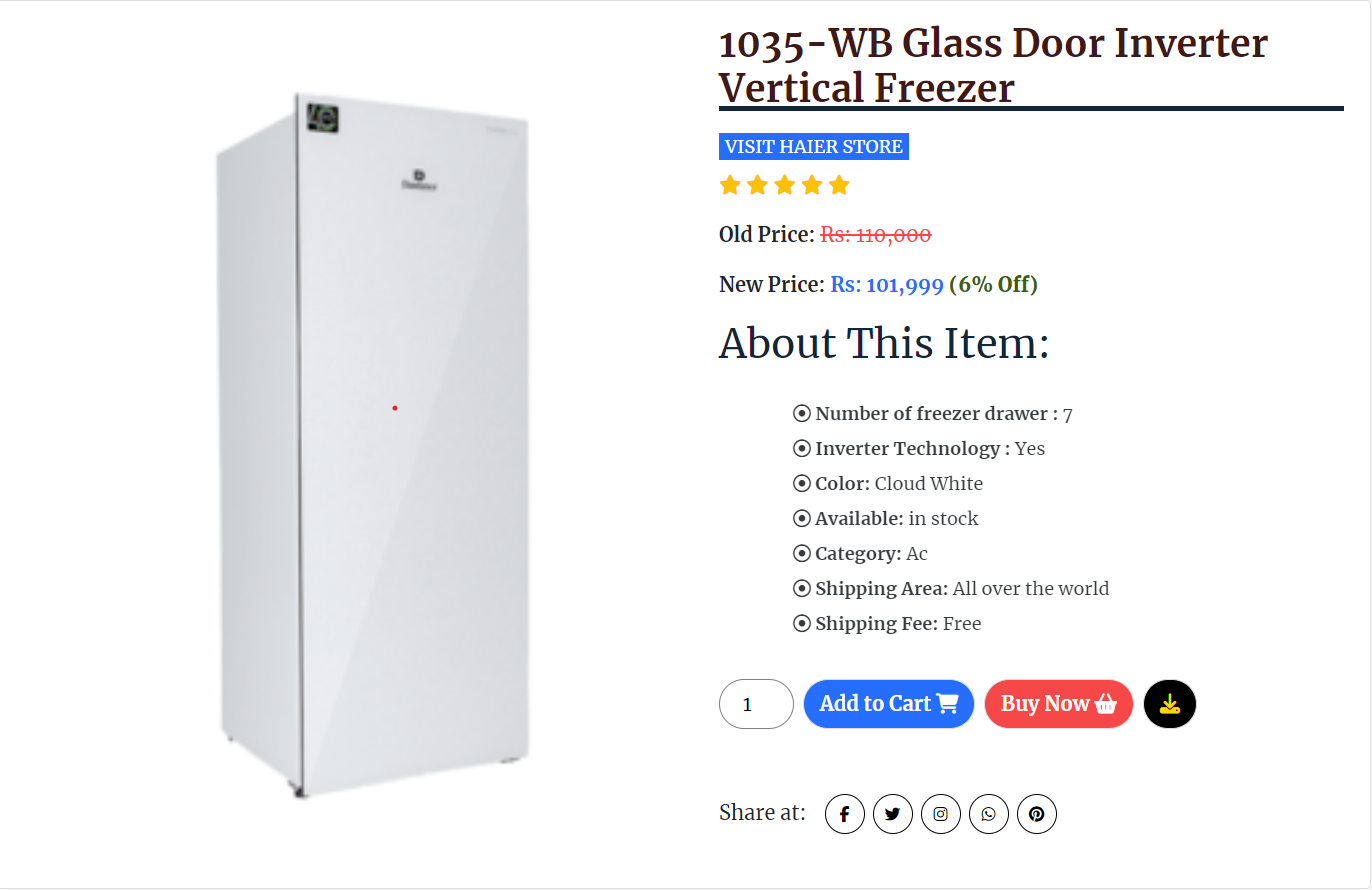 1035-WB Glass Door Inverter
Vertical Freezer
VISIT HAIER STORE
Old Price: Rs: 110,000
New Price: Rs: 101,999 (6% Off)
About This Item:
Number of freezer drawer : 7
Inverter Technology : Yes
Color: Cloud White
Available: in stock
Category: Ac
Shipping Area: All over the world
Shipping Fee: Free
1 Add to Cart Buy Now
Share at: